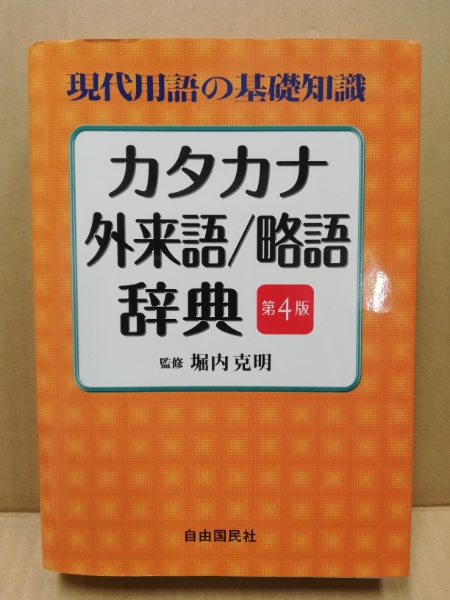 現代用語の基礎知識
カタカナ
外来語/略語
辞典 第4版
監修 堀内克明
自由国民社